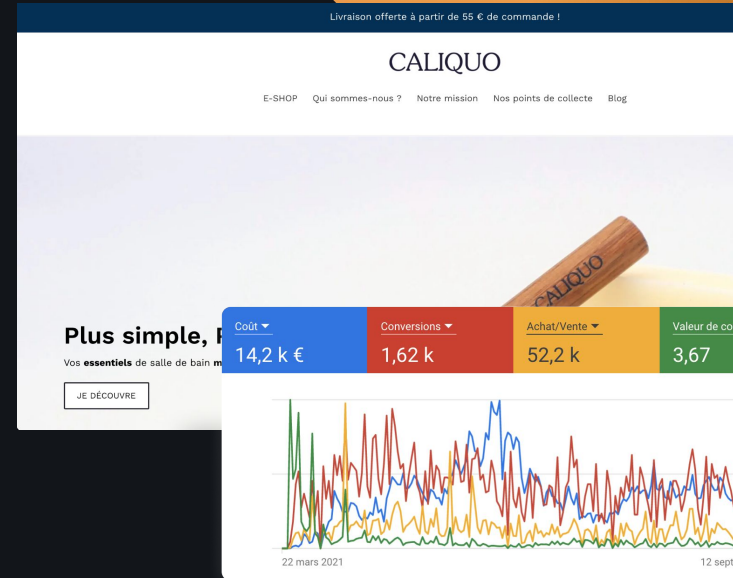 Livraison offerte à partir de 55 € de commande !
CALIQUO
E-SHOP Qui sommes-nous ? Notre mission Nos points de collecte Blog
CALIQUO
Plus simple,
Vos essentiels de salle de bain
JE DÉCOUVRE
Coût Conversions Achat/Vente Valeur de
14,2 k € 1,62 k 52,2 k 3,67
22 mars 2021 12 sept